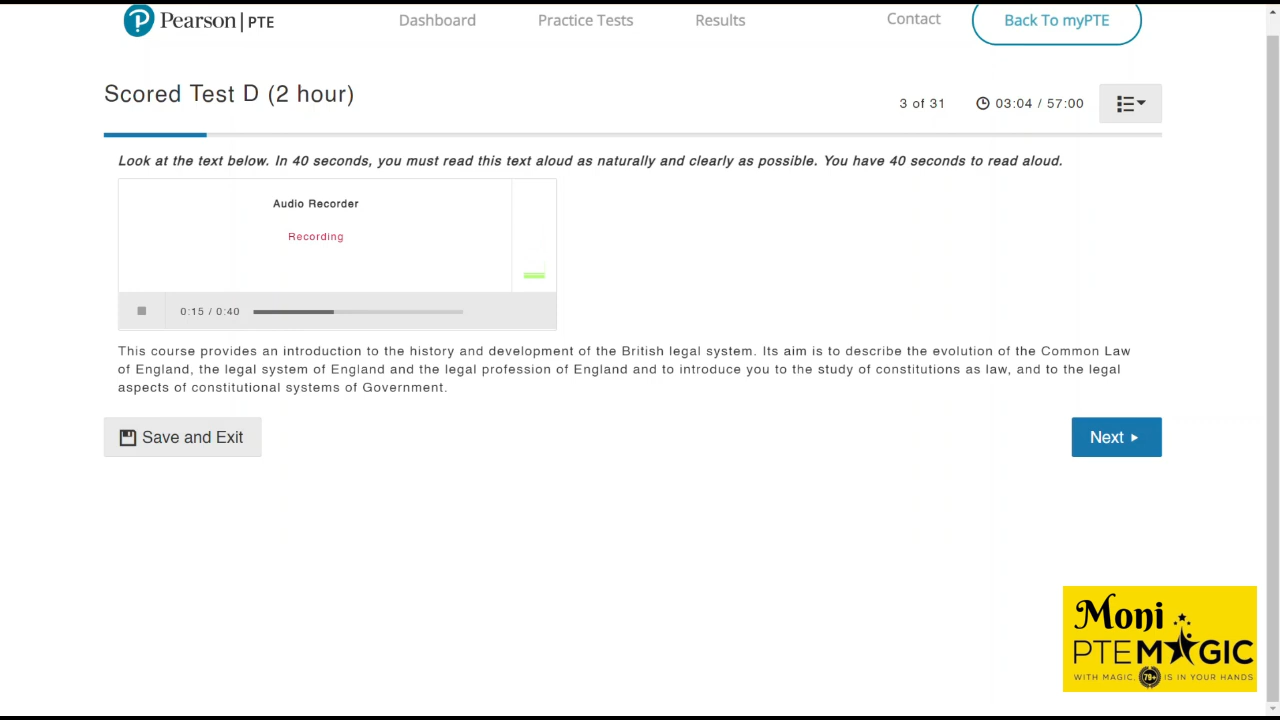 Pearson | PTE
Dashboard
Practice Tests
Results
Contact
Back To myPTE
Scored Test D (2 hour)
3 of 31
03:04 / 57:00
Look at the text below. In 40 seconds, you must read this text aloud as naturally and clearly as possible. You have 40 seconds to read aloud.
Audio Recorder
Recording
0:15 / 0:40
This course provides an introduction to the history and development of the British legal system. Its aim is to describe the evolution of the Common Law
of England, the legal system of England and the legal profession of England and to introduce you to the study of constitutions as law, and to the legal
aspects of constitutional systems of Government.
Save and Exit
Next
Moni
PTEMAGIC
WITH MAGIC, 79+ IS IN YOUR HANDS